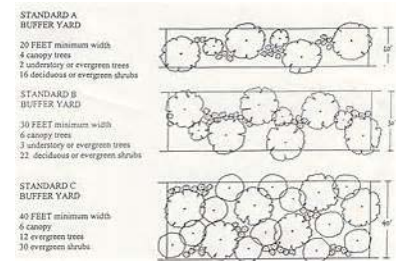 STANDARD A
BUFFER YARD
20 FEET minimum width
4 canopy trees
2 understory or evergreen trees
16 deciduous or evergreen shrubs
STANDARD B
BUFFER YARD
30 FEET minimum width
6 canopy trees
3 understory or evergreen trees
22 deciduous or evergreen shrubs
STANDARD C
BUFFER YARD
40 FEET minimum width
6 canopy
12 evergreen trees
30 evergreen shrubs
40'